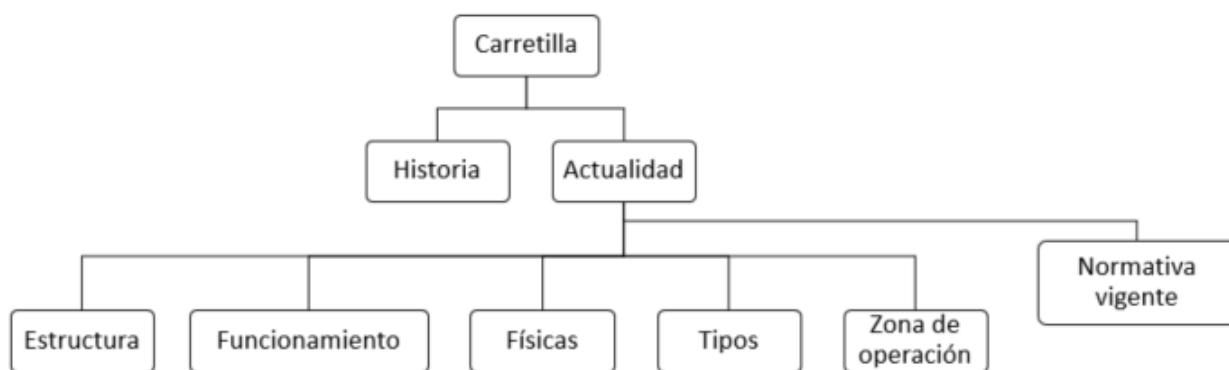 Carretilla
Historia
Actualidad
Normativa
vigente
Estructura
Funcionamiento
Físicas
Tipos
Zona de
operación